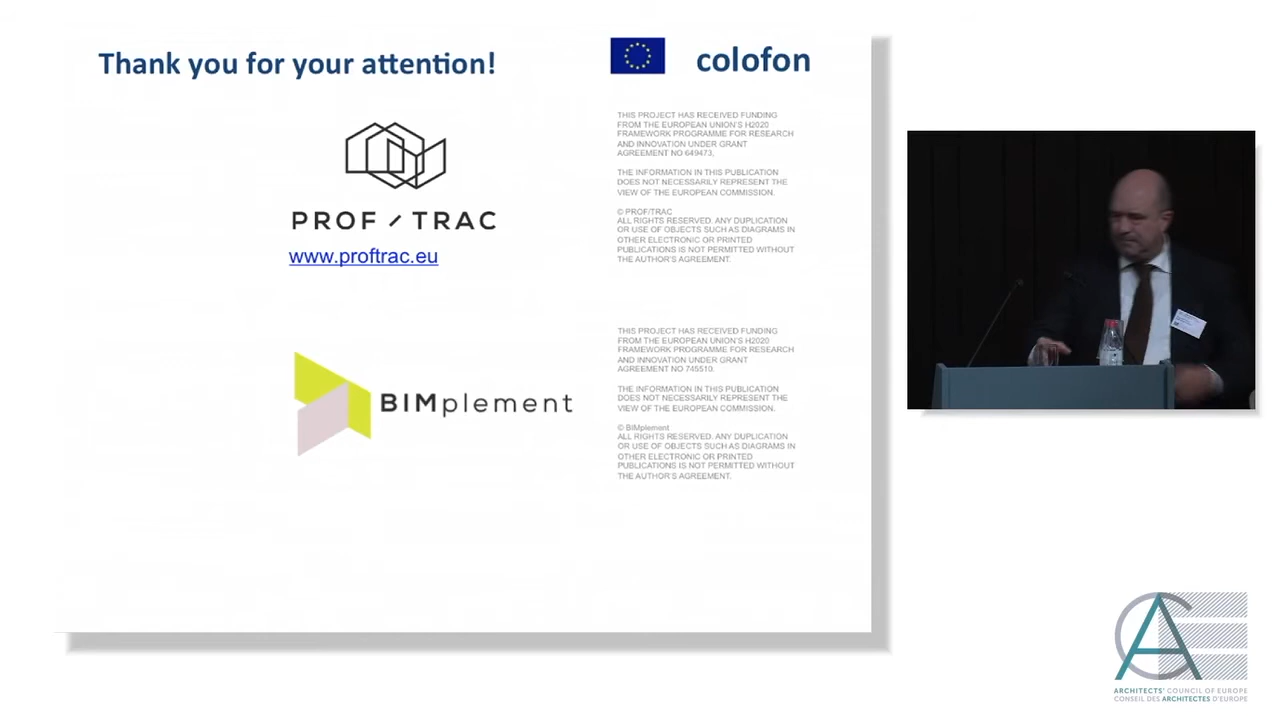 Thank you for your attention!
colofon
PROF / TRAC
www.proftrac.eu
THIS PROJECT HAS RECEIVED FUNDING
FROM THE EUROPEAN UNION'S H2020
FRAMEWORK PROGRAMME FOR RESEARCH
AND INNOVATION UNDER GRANT
AGREEMENT NO 649473,
THE INFORMATION IN THIS PUBLICATION
DOES NOT NECESSARILY REPRESENT THE
VIEW OF THE EUROPEAN COMMISSION.
© PROF/TRAC
ALL RIGHTS RESERVED. ANY DUPLICATION
OR USE OF OBJECTS SUCH AS DIAGRAMS IN
OTHER ELECTRONIC OR PRINTED
PUBLICATIONS IS NOT PERMITTED WITHOUT
THE AUTHOR'S AGREEMENT.
BIMplement
THIS PROJECT HAS RECEIVED FUNDING
FROM THE EUROPEAN UNION'S H2020
FRAMEWORK PROGRAMME FOR RESEARCH
AND INNOVATION UNDER GRANT
AGREEMENT NO 745510.
THE INFORMATION IN THIS PUBLICATION
DOES NOT NECESSARILY REPRESENT THE
VIEW OF THE EUROPEAN COMMISSION.
© BIMplement
ALL RIGHTS RESERVED. ANY DUPLICATION
OR USE OF OBJECTS SUCH AS DIAGRAMS IN
OTHER ELECTRONIC OR PRINTED
PUBLICATIONS IS NOT PERMITTED WITHOUT
THE AUTHOR'S AGREEMENT.
ACE
ARCHITECTS' COUNCIL OF EUROPE
CONSEIL DES ARCHITECTES D'EUROPE